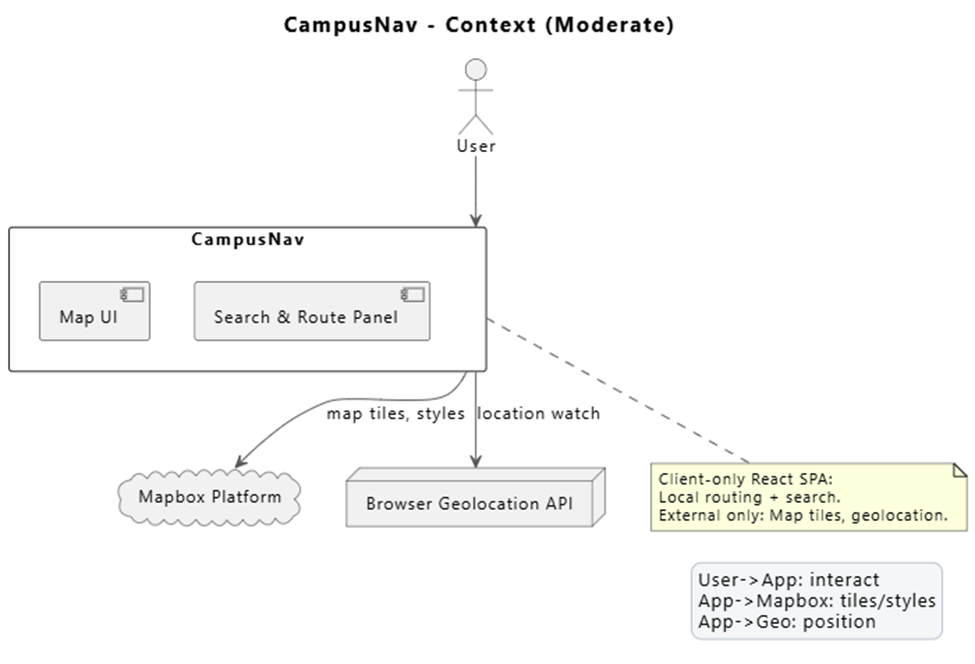 CampusNav - Context (Moderate)
User
CampusNav
Map UI
Search & Route Panel
map tiles, styles
location watch
Mapbox Platform
Browser Geolocation API
Client-only React SPA:
Local routing + search.
External only: Map tiles, geolocation.
User->App: interact
App->Mapbox: tiles/styles
App->Geo: position